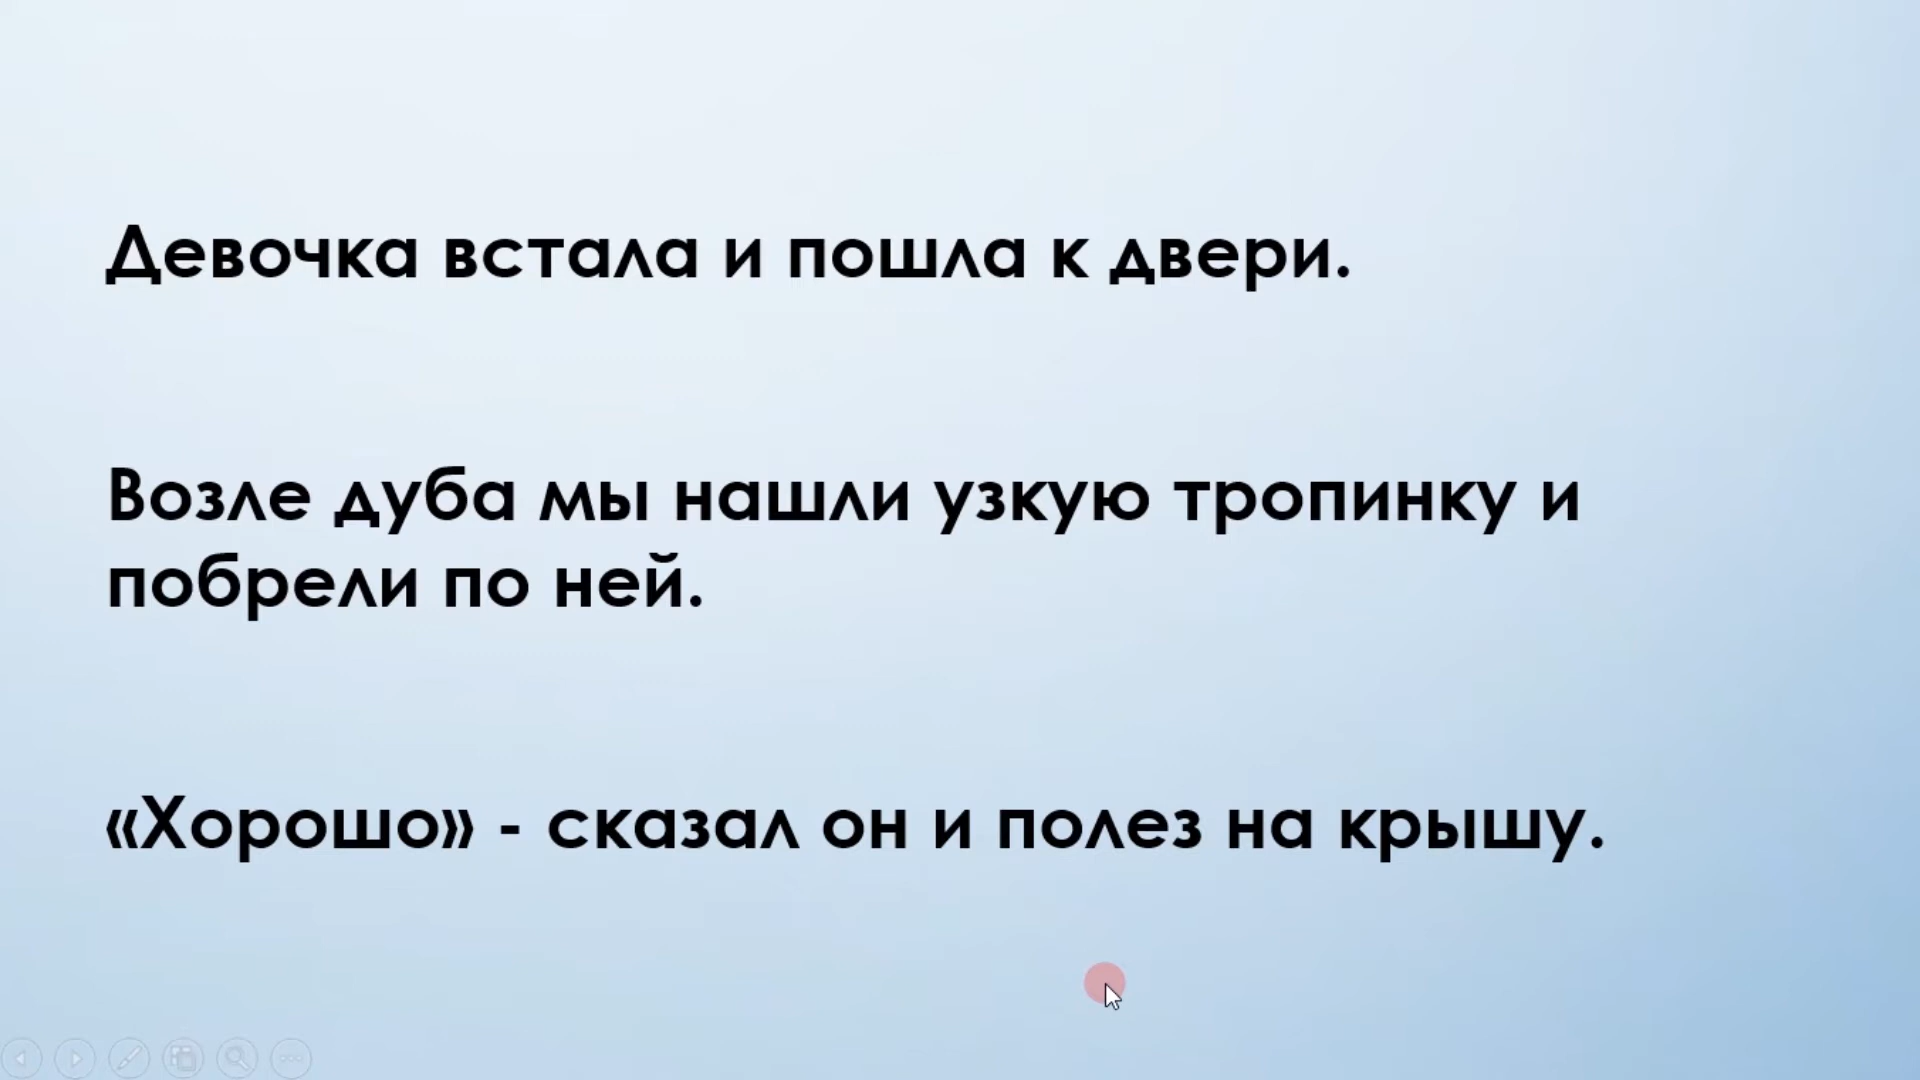 Девочка встала и пошла к двери.
Возле дуба мы нашли узкую тропинку и
побрели по ней.
«Хорошо» - сказал он и полез на крышу.